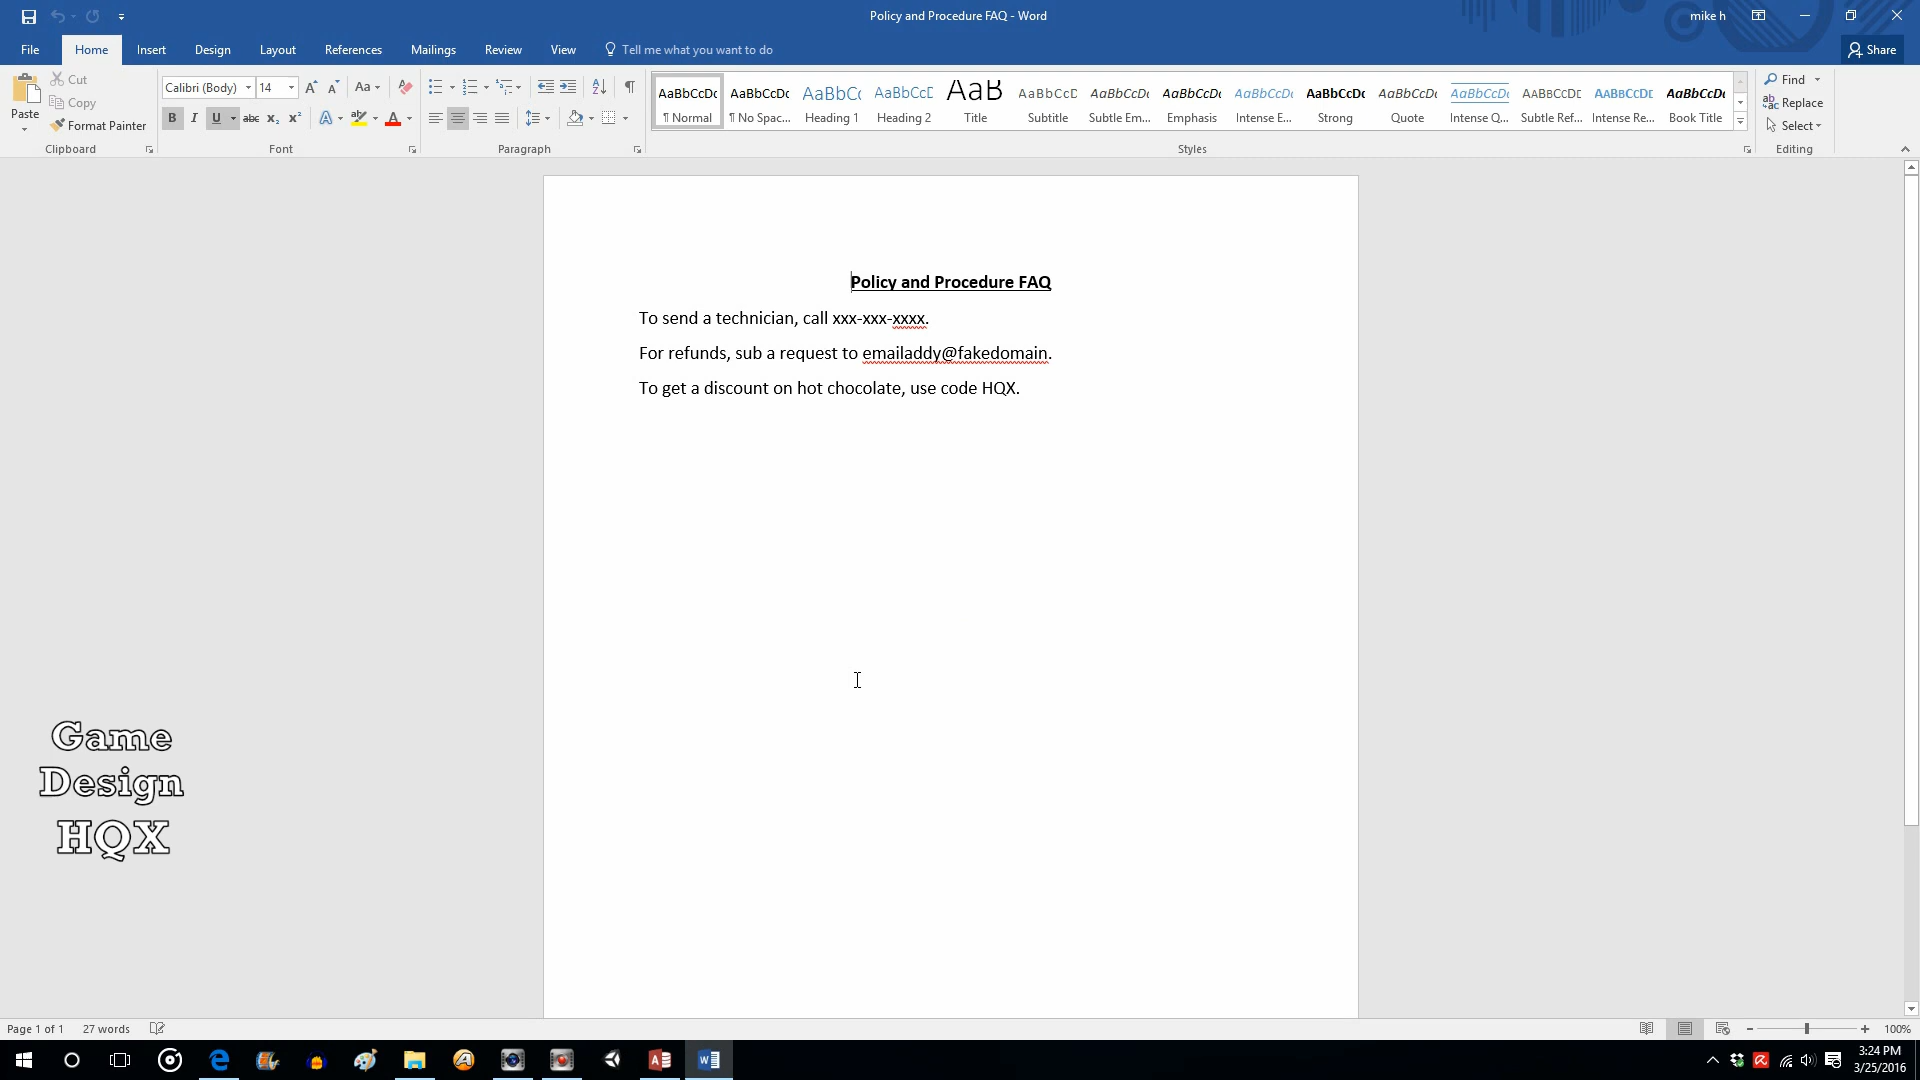 Policy and Procedure FAQ - Word
mike h
File Home Insert Design Layout References Mailings Review View Tell me what you want to do Share
Cut
Copy
Paste
Format Painter
Clipboard
Calibri (Body) 14
Font
Paragraph
AaBbCcDc AaBbCcDc AaBbCc AaBbCcE AaB AaBbCcD AaBbCcDc AaBbCcDc AaBbCcDc AaBbCcDc AaBbCcDc AaBbCcDc AABBCCDE AABBCCDE AaBbCcDc
¶ Normal ¶ No Spac... Heading 1 Heading 2 Title Subtitle Subtle Em... Emphasis Intense E... Strong Quote Intense Q... Subtle Ref... Intense Re... Book Title
Styles
Find
Replace
Select
Editing
Policy and Procedure FAQ
To send a technician, call xxx-xxx-xxxx.
For refunds, sub a request to emailaddy@fakedomain.
To get a discount on hot chocolate, use code HQX.
Game
Design
HQX
Page 1 of 1 27 words
100%
3:24 PM
3/25/2016